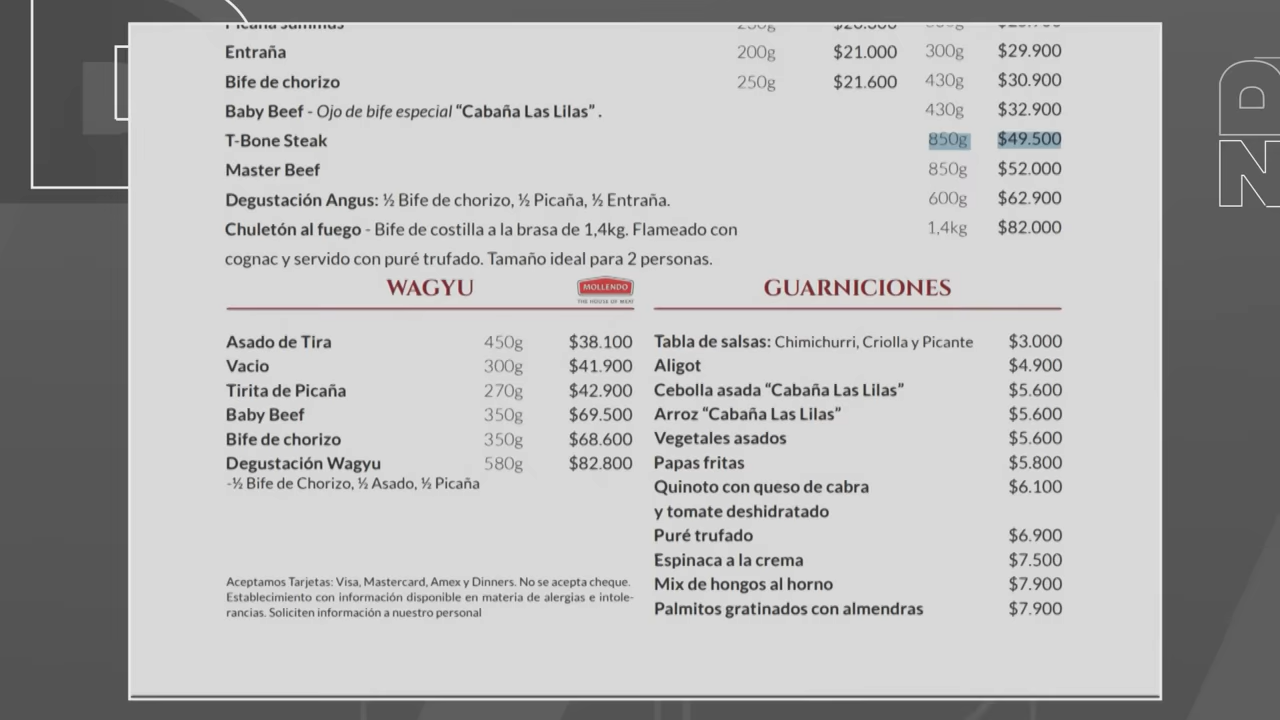 Entraña 200g $21.000 300g $29.900
Bife de chorizo 250g $21.600 430g $30.900
Baby Beef - Ojo de bife especial “Cabaña Las Lilas” . 430g $32.900
T-Bone Steak 850g $49.500
Master Beef 850g $52.000
Degustación Angus: ½ Bife de chorizo, ½ Picaña, ½ Entraña. 600g $62.900
Chuletón al fuego - Bife de costilla a la brasa de 1,4kg. Flameado con 1,4kg $82.000
cognac y servido con puré trufado. Tamaño ideal para 2 personas.
WAGYU
MOLLENDO
THE HOUSE OF MEAT
Asado de Tira 450g $38.100
Vacio 300g $41.900
Tirita de Picaña 270g $42.900
Baby Beef 350g $69.500
Bife de chorizo 350g $68.600
Degustación Wagyu 580g $82.800
-½ Bife de Chorizo, ½ Asado, ½ Picaña
Aceptamos Tarjetas: Visa, Mastercard, Amex y Dinners. No se acepta cheque.
Establecimiento con información disponible en materia de alergias e intole-
rancias. Soliciten información a nuestro personal
GUARNICIONES
Tabla de salsas: Chimichurri, Criolla y Picante $3.000
Aligot $4.900
Cebolla asada “Cabaña Las Lilas” $5.600
Arroz “Cabaña Las Lilas” $5.600
Vegetales asados $5.600
Papas fritas $5.800
Quinoto con queso de cabra $6.100
y tomate deshidratado
Puré trufado $6.900
Espinaca a la crema $7.500
Mix de hongos al horno $7.900
Palmitos gratinados con almendras $7.900